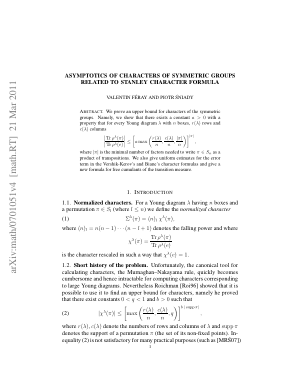 arXiv:math/0701051v4 [math.RT] 21 Mar 2011
ASYMPTOTICS OF CHARACTERS OF SYMMETRIC GROUPS
RELATED TO STANLEY CHARACTER FORMULA
VALENTIN FÉRAY AND PIOTR ŚNIADY
ABSTRACT. We prove an upper bound for characters of the symmetric
groups. Namely, we show that there exists a constant a > 0 with a
property that for every Young diagram λ with n boxes, r(λ) rows and
c(λ) columns
|Tr ρ^λ(π) / Tr ρ^λ(e)| ≤ [a max(r(λ)/n, c(λ)/n, |π|/n)]^{|π|},
where |π| is the minimal number of factors needed to write π ∈ S_n as a
product of transpositions. We also give uniform estimates for the error
term in the Vershik-Kerov's and Biane's character formulas and give a
new formula for free cumulants of the transition measure.
1. INTRODUCTION
1.1. Normalized characters. For a Young diagram λ having n boxes and
a permutation π ∈ S_l (where l ≤ n) we define the normalized character
(1) Σ^λ(π) = (n)_l χ^λ(π),
where (n)_l = n(n − 1) ⋯ (n − l + 1) denotes the falling power and where
χ^λ(π) = Tr ρ^λ(π) / Tr ρ^λ(e)
is the character rescaled in such a way that χ^λ(e) = 1.
1.2. Short history of the problem. Unfortunately, the canonical tool for
calculating characters, the Murnaghan-Nakayama rule, quickly becomes
cumbersome and hence intractable for computing characters corresponding
to large Young diagrams. Nevertheless Roichman [Roi96] showed that it is
possible to use it to find an upper bound for characters, namely he proved
that there exist constants 0 < q < 1 and b > 0 such that
(2) |χ^λ(π)| ≤ [max(r(λ)/n, c(λ)/n, q)]^{b |supp π|},
where r(λ), c(λ) denote the numbers of rows and columns of λ and supp π
denotes the support of a permutation π (the set of its non-fixed points). In-
equality (2) is not satisfactory for many practical purposes (such as [MRŚ07])
1